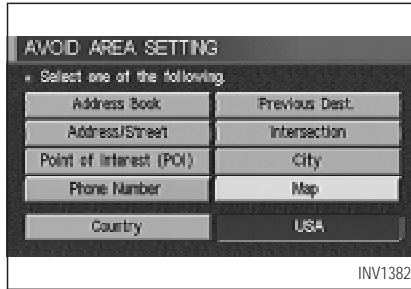 AVOID AREA SETTING
Select one of the following.
Address Book Previous Dest.
Address/Street Intersection
Point of Interest (POI) City
Phone Number Map
Country USA
INV1382